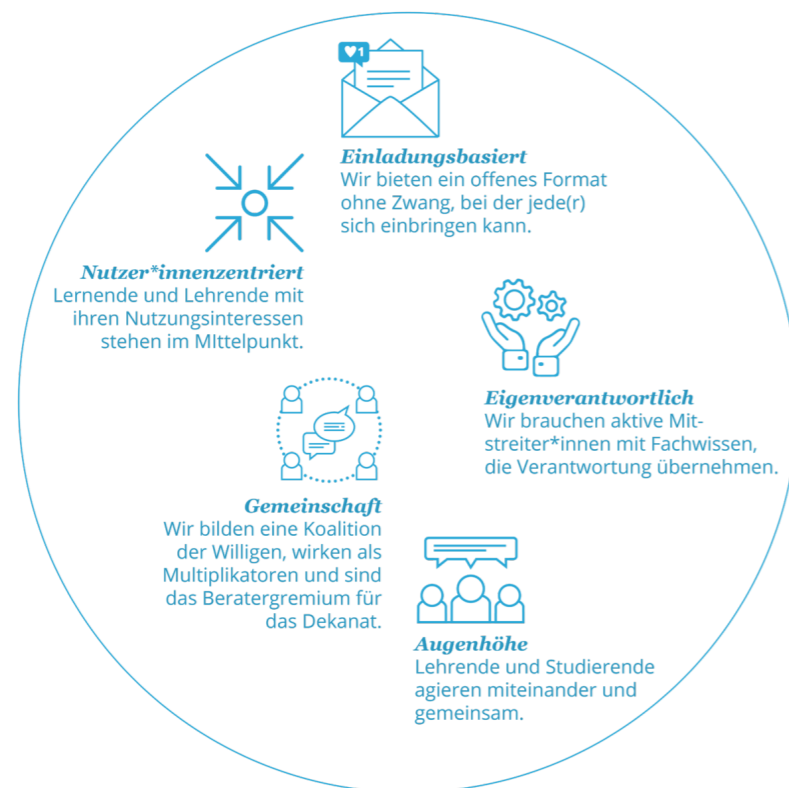 1
Einladungsbasiert
Wir bieten ein offenes Format
ohne Zwang, bei der jede(r)
sich einbringen kann.
Nutzer*innenzentriert
Lernende und Lehrende mit
ihren Nutzungsinteressen
stehen im MIttelpunkt.
Eigenverantwortlich
Wir brauchen aktive Mit-
streiter*innen mit Fachwissen,
die Verantwortung übernehmen.
Gemeinschaft
Wir bilden eine Koalition
der Willigen, wirken als
Multiplikatoren und sind
das Beratergremium für
das Dekanat.
Augenhöhe
Lehrende und Studierende
agieren miteinander und
gemeinsam.